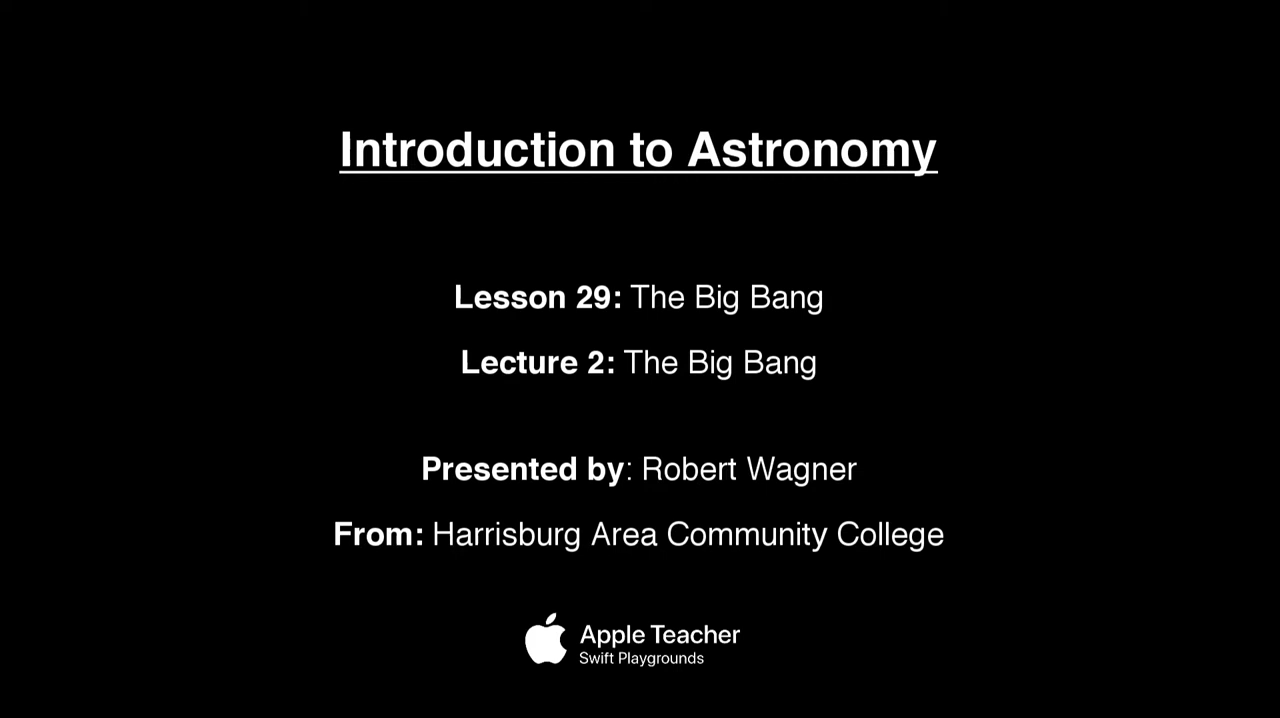 Introduction to Astronomy
Lesson 29: The Big Bang
Lecture 2: The Big Bang
Presented by: Robert Wagner
From: Harrisburg Area Community College
Apple Teacher
Swift Playgrounds